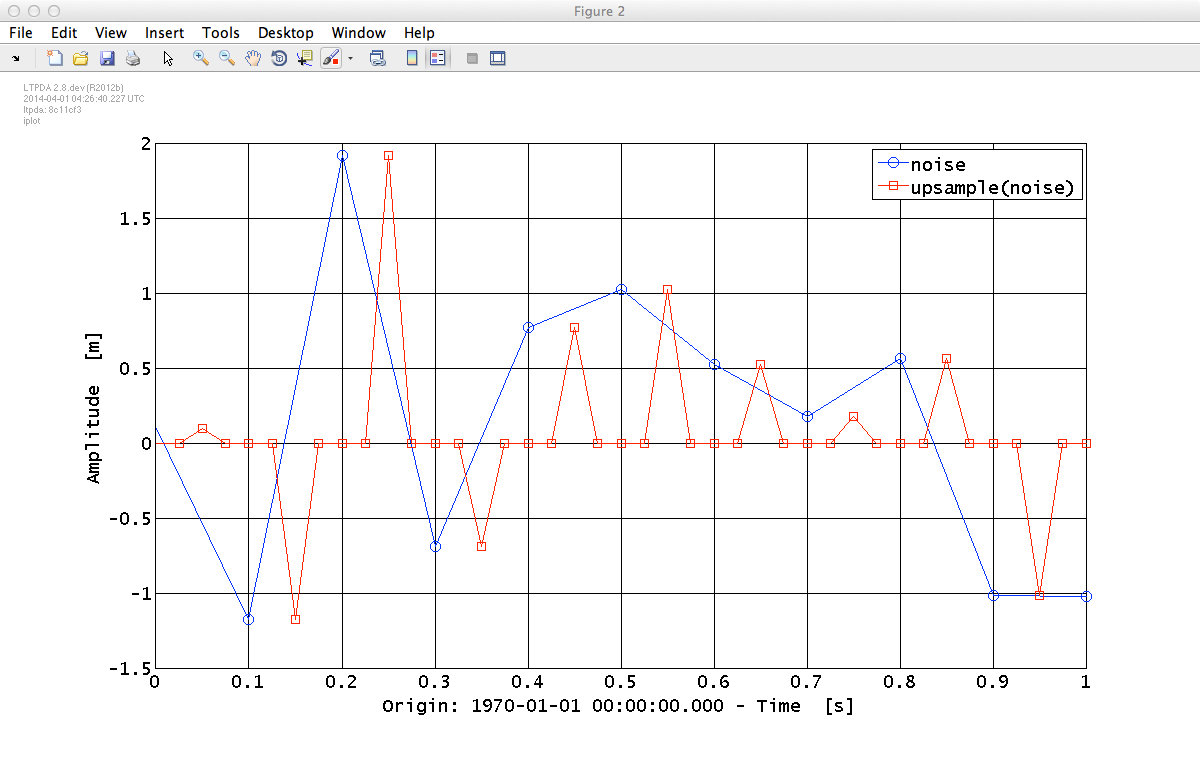 Figure 2
File Edit View Insert Tools Desktop Window Help
LTPDA 2.8.dev (R2012b)
2014-04-01 04:26:40.227 UTC
ltpda: 8c11cf3
iplot
noise
upsample(noise)
2
1.5
1
0.5
0
-0.5
-1
-1.5
Amplitude [m]
0 0.1 0.2 0.3 0.4 0.5 0.6 0.7 0.8 0.9 1
Origin: 1970-01-01 00:00:00.000 - Time [s]